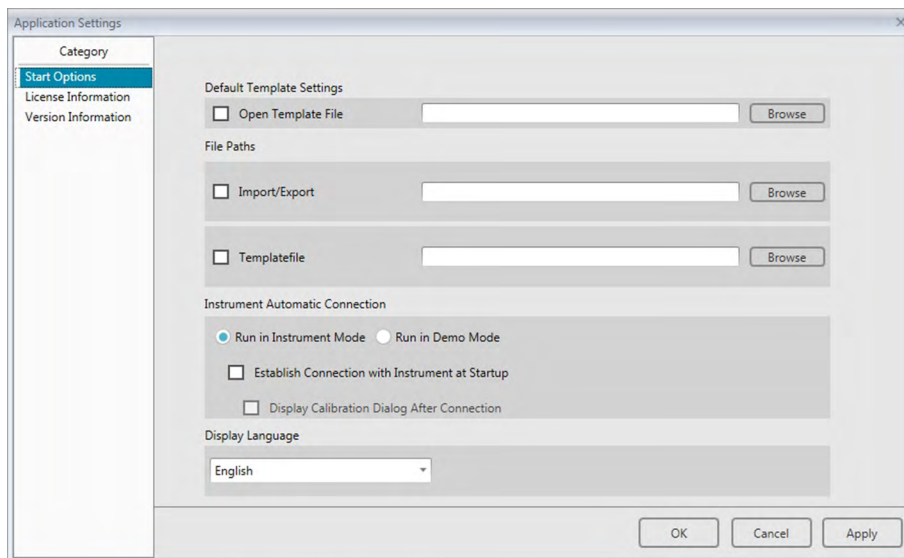 Application Settings
Category
Start Options
License Information
Version Information
Default Template Settings
Open Template File Browse
File Paths
Import/Export Browse
Templatefile Browse
Instrument Automatic Connection
Run in Instrument Mode Run in Demo Mode
Establish Connection with Instrument at Startup
Display Calibration Dialog After Connection
Display Language
English
OK Cancel Apply